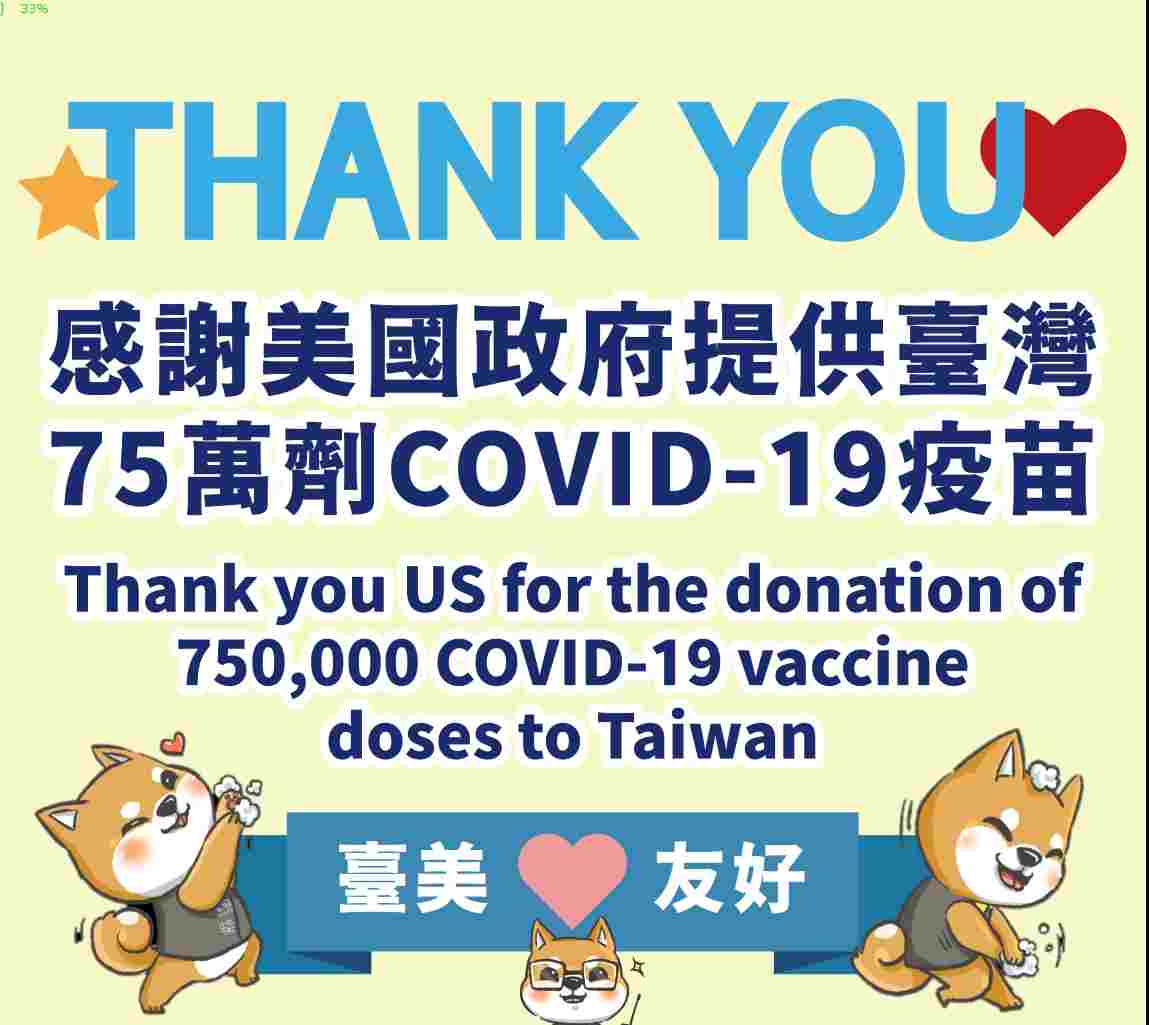 33%
THANK YOU
感謝美國政府提供臺灣
75萬劑COVID-19疫苗
Thank you US for the donation of
750,000 COVID-19 vaccine
doses to Taiwan
臺美 友好